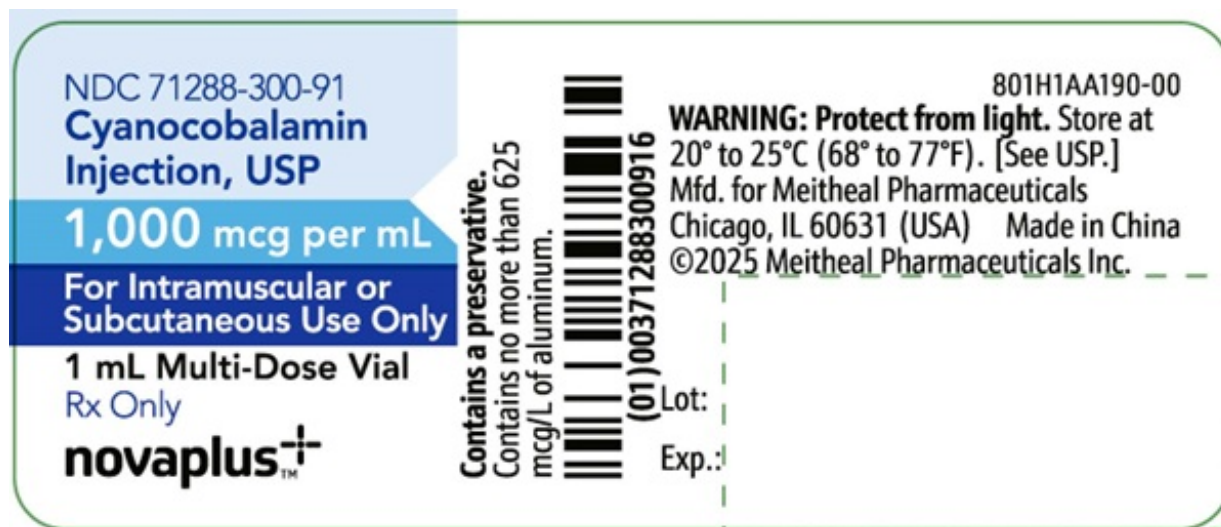 NDC 71288-300-91
Cyanocobalamin
Injection, USP
1,000 mcg per mL
For Intramuscular or
Subcutaneous Use Only
1 mL Multi-Dose Vial
Rx Only
novaplus™
Contains a preservative.
Contains no more than 625
mcg/L of aluminum.
(01)00371288300916
801H1AA190-00
WARNING: Protect from light. Store at
20° to 25°C (68° to 77°F). [See USP.]
Mfd. for Meitheal Pharmaceuticals
Chicago, IL 60631 (USA) Made in China
©2025 Meitheal Pharmaceuticals Inc.
Lot:
Exp.: